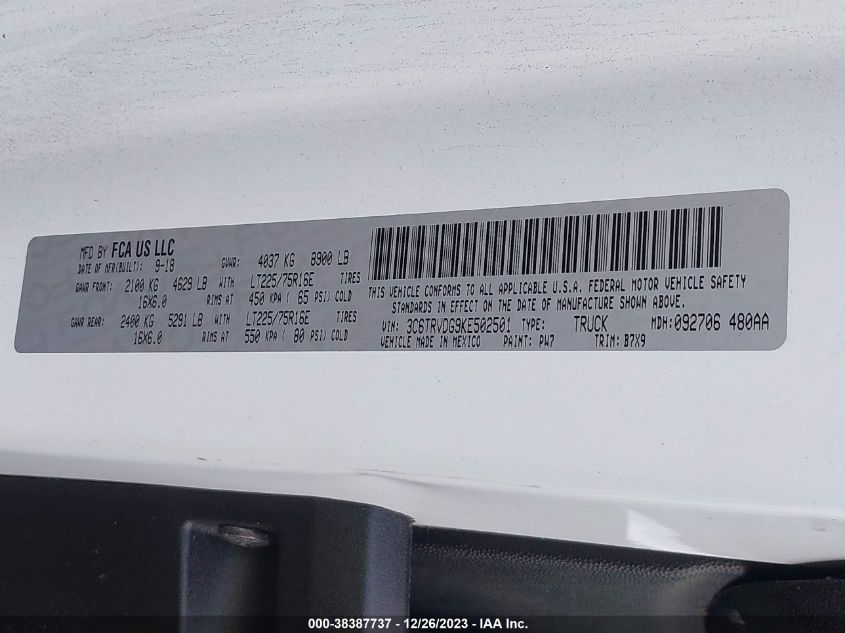 MFD BY FCA US LLC
DATE OF MFR(BUILT): 9-18 GVWR: 4037 KG 8900 LB
GAWR FRONT: 2100 KG 4629 LB WITH LT225/75R16E TIRES
16X6.0 RIMS AT 450 KPA ( 65 PSI) COLD
GAWR REAR: 2400 KG 5291 LB WITH LT225/75R16E TIRES
16X6.0 RIMS AT 550 KPA ( 80 PSI) COLD
THIS VEHICLE CONFORMS TO ALL APPLICABLE U.S.A. FEDERAL MOTOR VEHICLE SAFETY
STANDARDS IN EFFECT ON THE DATE OF MANUFACTURE SHOWN ABOVE.
VIN: 3C6TRVDG9KE502501 TYPE: TRUCK MDH:092706 480AA
VEHICLE MADE IN MEXICO PAINT: PW7 TRIM: B7X9
000-38387737 - 12/26/2023 - IAA Inc.